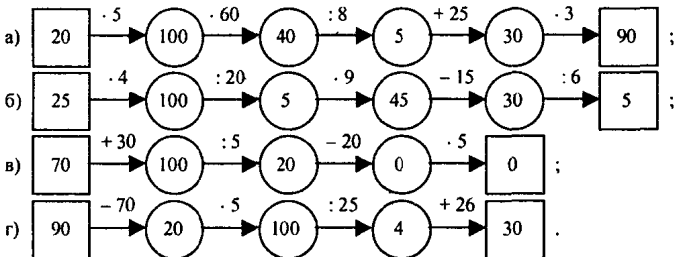 а) 20 · 5 100 · 60 40 : 8 5 + 25 30 · 3 90 ;
б) 25 · 4 100 : 20 5 · 9 45 – 15 30 : 6 5 ;
в) 70 + 30 100 : 5 20 – 20 0 · 5 0 ;
г) 90 – 70 20 · 5 100 : 25 4 + 26 30 .